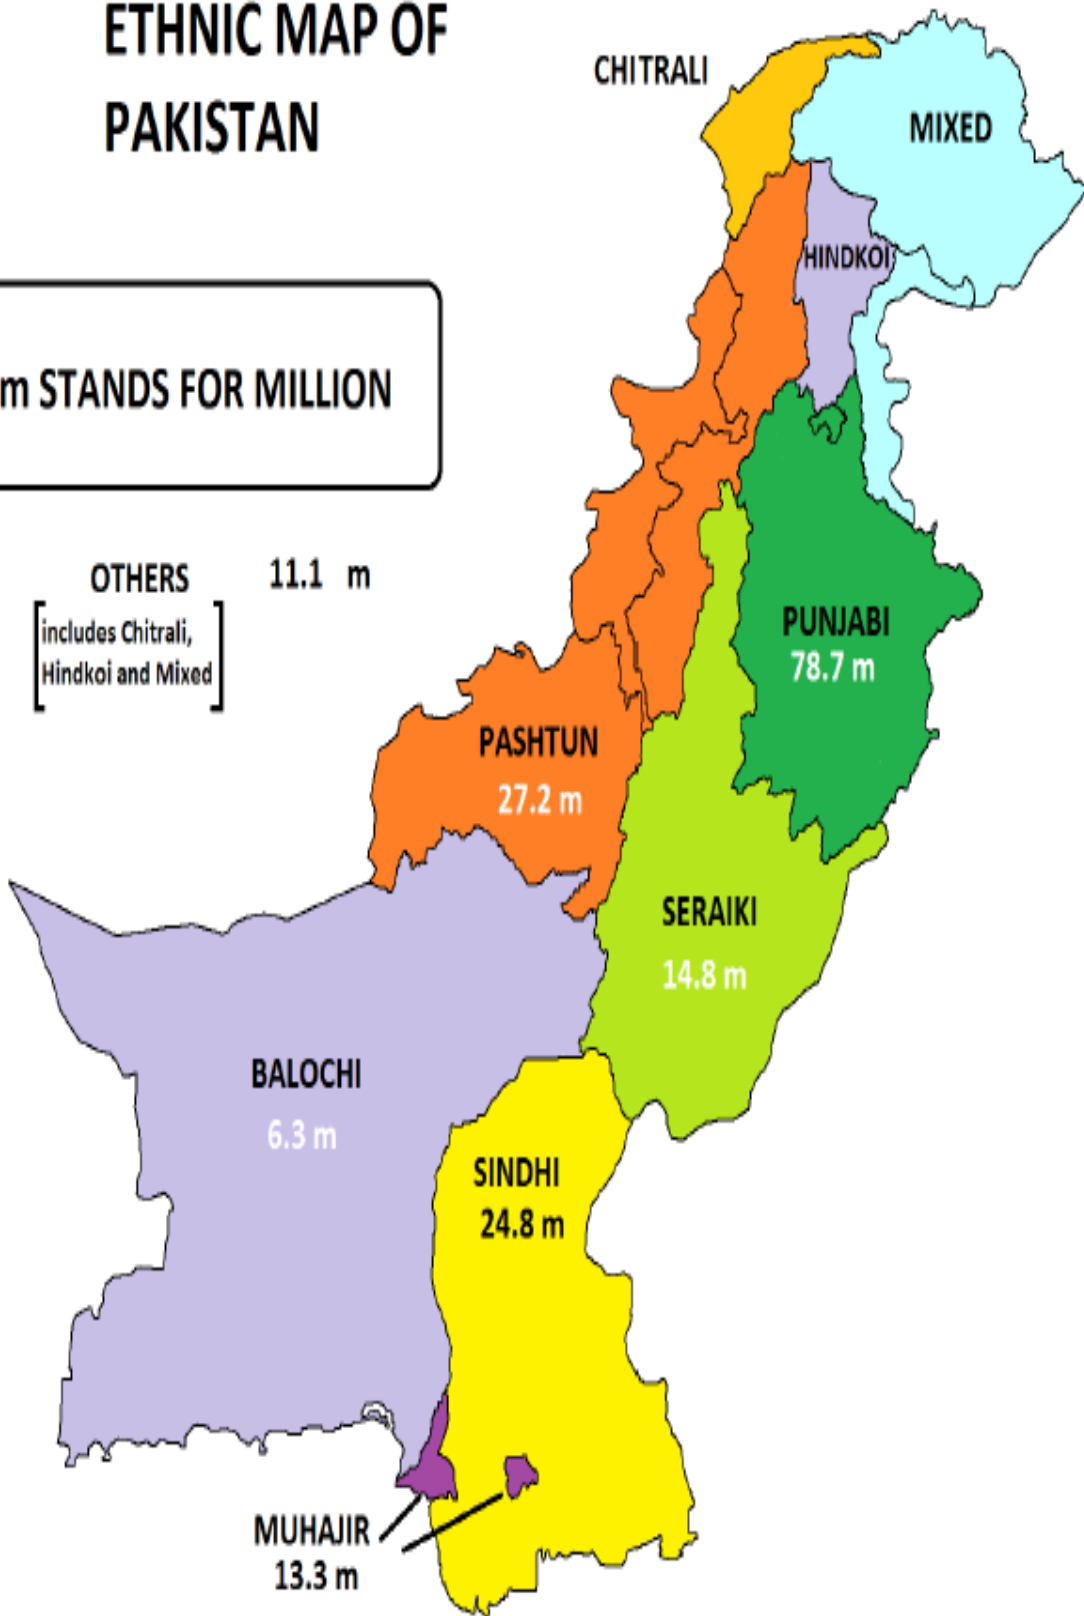 ETHNIC MAP OF
PAKISTAN
CHITRALI
MIXED
HINDKOI
m STANDS FOR MILLION
OTHERS 11.1 m
[includes Chitrali,
Hindkoi and Mixed]
PUNJABI
78.7 m
PASHTUN
27.2 m
SERAIKI
14.8 m
BALOCHI
6.3 m
SINDHI
24.8 m
MUHAJIR
13.3 m